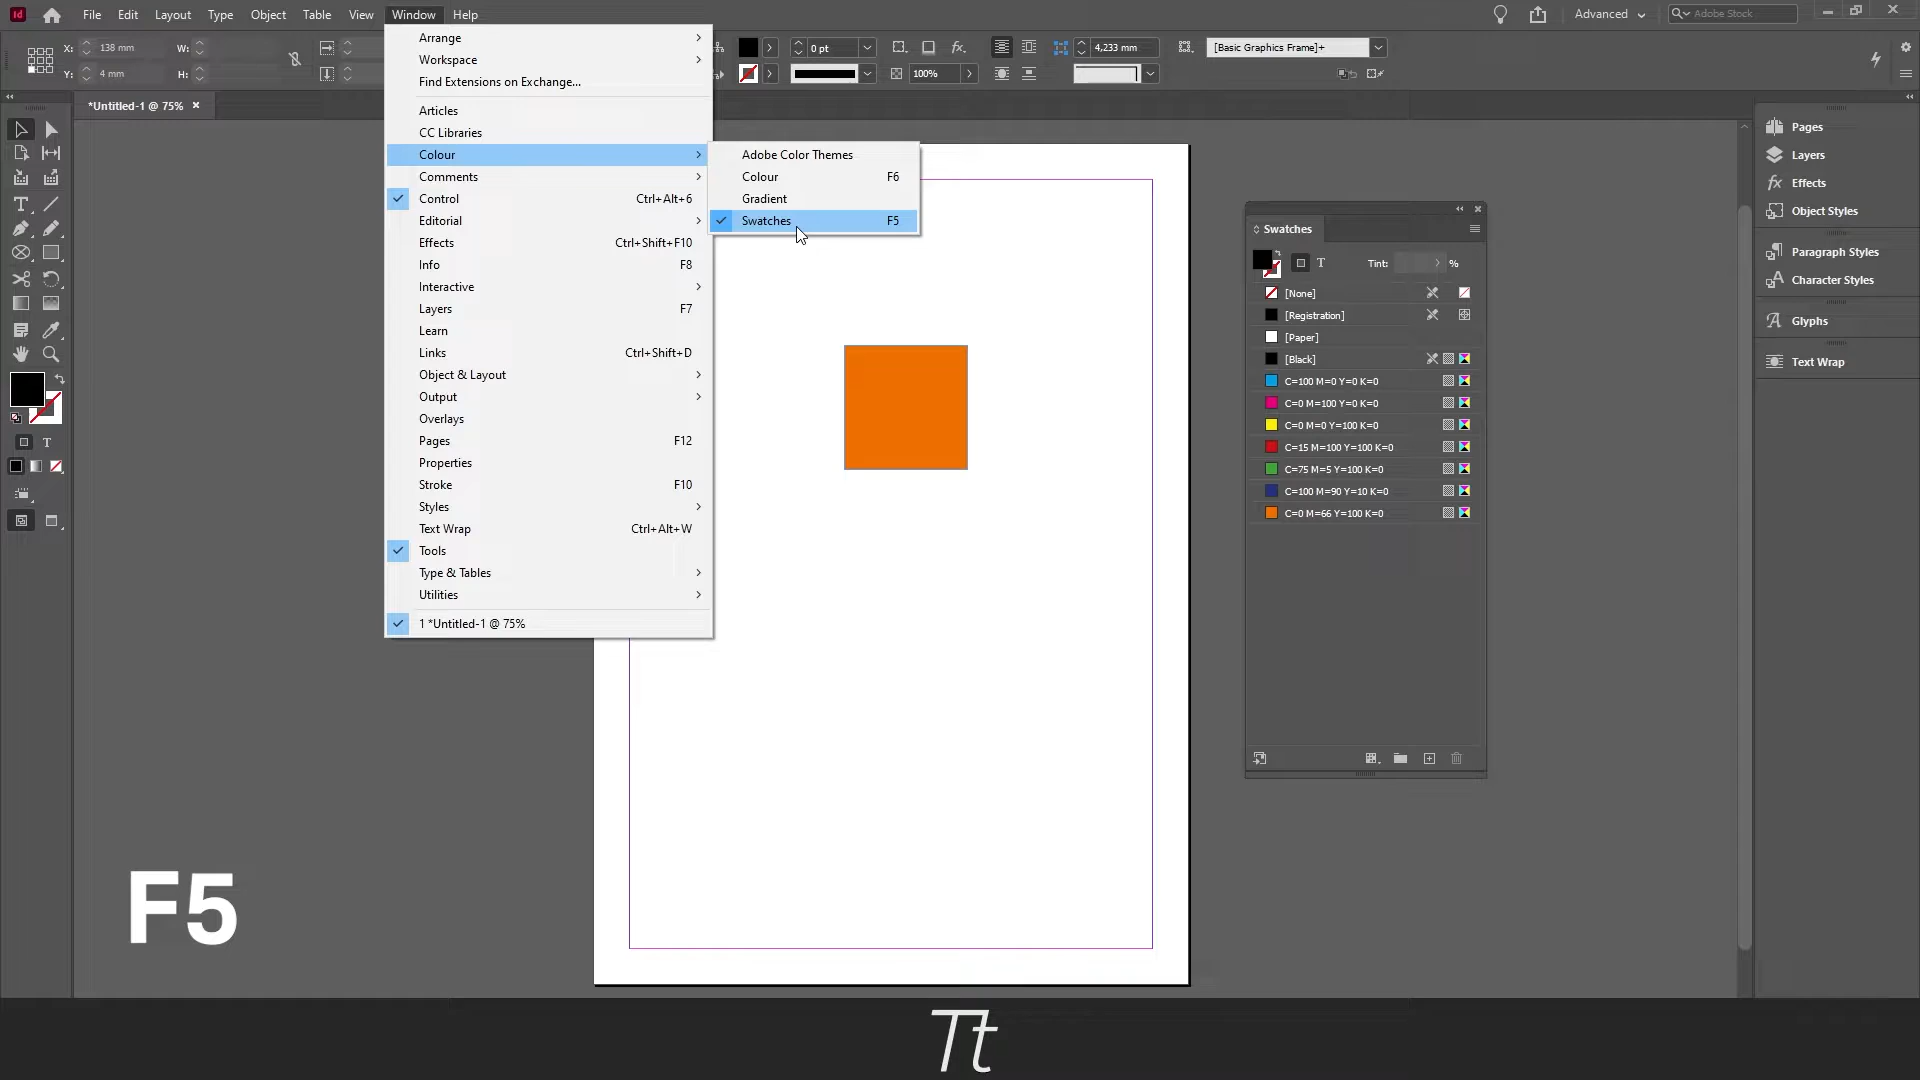 Id File Edit Layout Type Object Table View Window Help Advanced Adobe Stock
X: 138 mm W: 0 pt 4,233 mm [Basic Graphics Frame]+
Y: 4 mm H: 100%
*Untitled-1 @ 75%
Arrange
Workspace
Find Extensions on Exchange...
Articles
CC Libraries
Colour
Comments
Control Ctrl+Alt+6
Editorial
Effects Ctrl+Shift+F10
Info F8
Interactive
Layers F7
Learn
Links Ctrl+Shift+D
Object & Layout
Output
Overlays
Pages F12
Properties
Stroke F10
Styles
Text Wrap Ctrl+Alt+W
Tools
Type & Tables
Utilities
1 *Untitled-1 @ 75%
Adobe Color Themes
Colour F6
Gradient
Swatches F5
Swatches
T Tint: %
[None]
[Registration]
[Paper]
[Black]
C=100 M=0 Y=0 K=0
C=0 M=100 Y=0 K=0
C=0 M=0 Y=100 K=0
C=15 M=100 Y=100 K=0
C=75 M=5 Y=100 K=0
C=100 M=90 Y=10 K=0
C=0 M=66 Y=100 K=0
Pages
Layers
fx Effects
Object Styles
Paragraph Styles
Character Styles
Glyphs
Text Wrap
F5
Tt